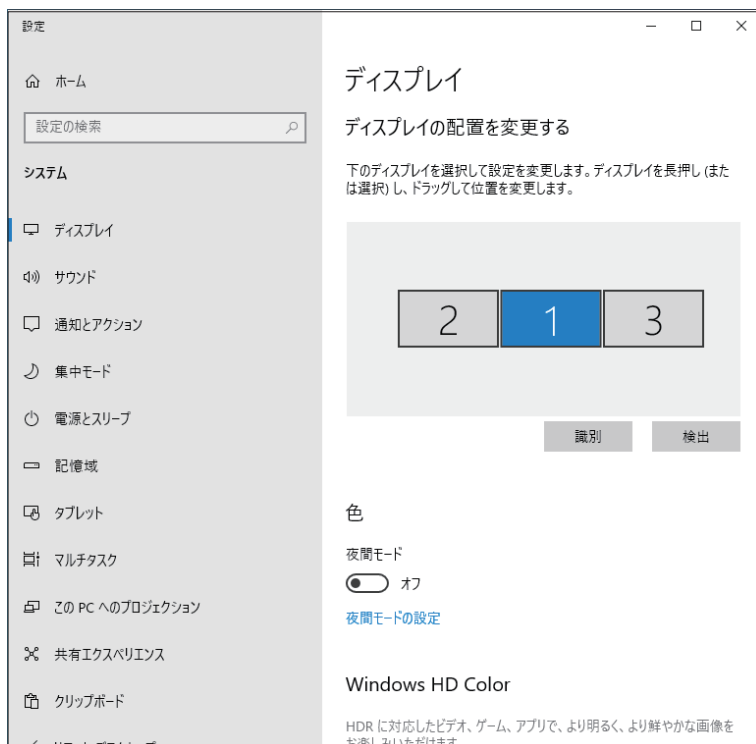 設定
ホーム
設定の検索
システム
ディスプレイ
サウンド
通知とアクション
集中モード
電源とスリープ
記憶域
タブレット
マルチタスク
この PC へのプロジェクション
共有エクスペリエンス
クリップボード
ディスプレイ
ディスプレイの配置を変更する
下のディスプレイを選択して設定を変更します。ディスプレイを長押し (また
は選択) し、ドラッグして位置を変更します。
2 1 3
識別 検出
色
夜間モード
オフ
夜間モードの設定
Windows HD Color
HDR に対応したビデオ、ゲーム、アプリで、より明るく、より鮮やかな画像を